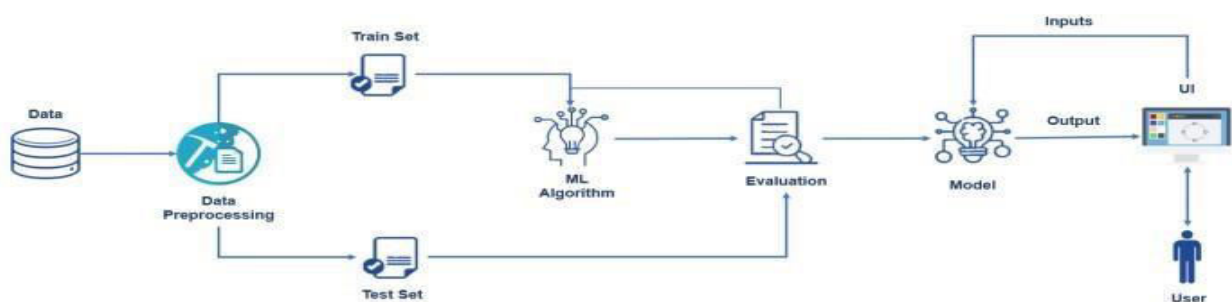 Inputs
Train Set
UI
Data
Output
ML
Algorithm
Evaluation
Model
Data
Preprocessing
Test Set
User